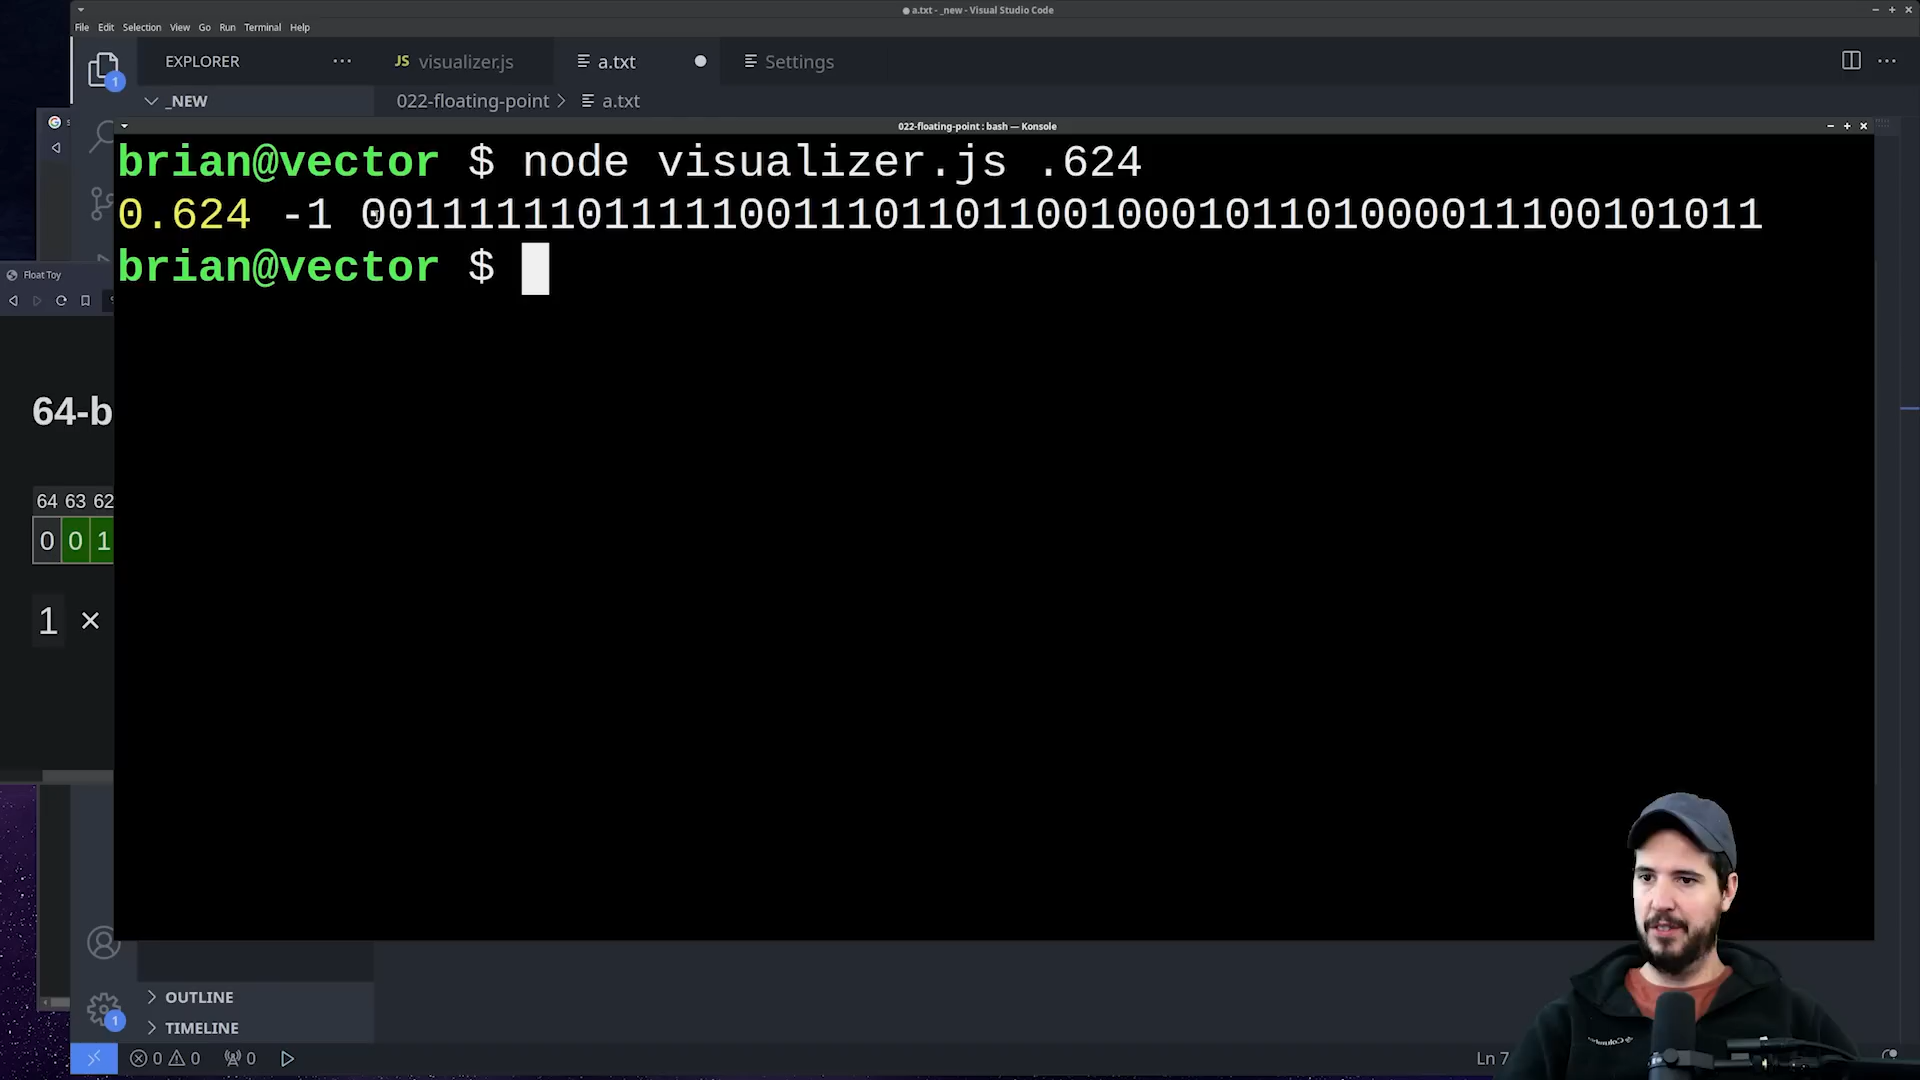 a.txt - _new - Visual Studio Code
File Edit Selection View Go Run Terminal Help
EXPLORER ··· JS visualizer.js a.txt Settings
_NEW 022-floating-point > a.txt
022-floating-point : bash — Konsole
brian@vector $ node visualizer.js .624
0.624 -1 0011111101111100111011011001000101101000011100101011
brian@vector $
Float Toy
64-b
64 63 62
0 0 1
1 ×
OUTLINE
TIMELINE
0 0 0 Ln 7
1
1